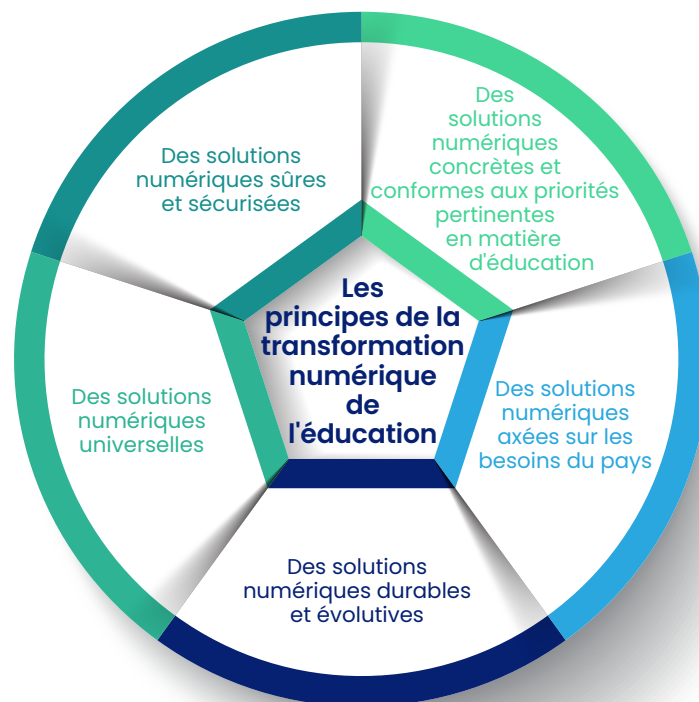 Les
principes de la
transformation
numérique
de
l'éducation
Des
solutions
numériques
concrètes et
conformes aux priorités
pertinentes
en matière
d'éducation
Des solutions
numériques
axées sur les
besoins du pays
Des solutions
numériques durables
et évolutives
Des solutions
numériques
universelles
Des solutions
numériques sûres
et sécurisées